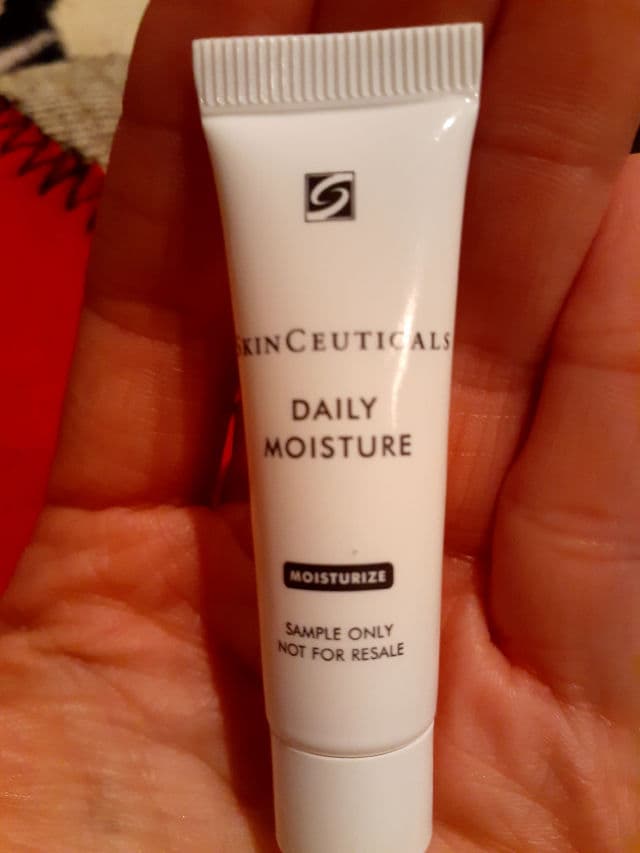 SKINCEUTICALS
DAILY
MOISTURE
MOISTURIZE
SAMPLE ONLY
NOT FOR RESALE